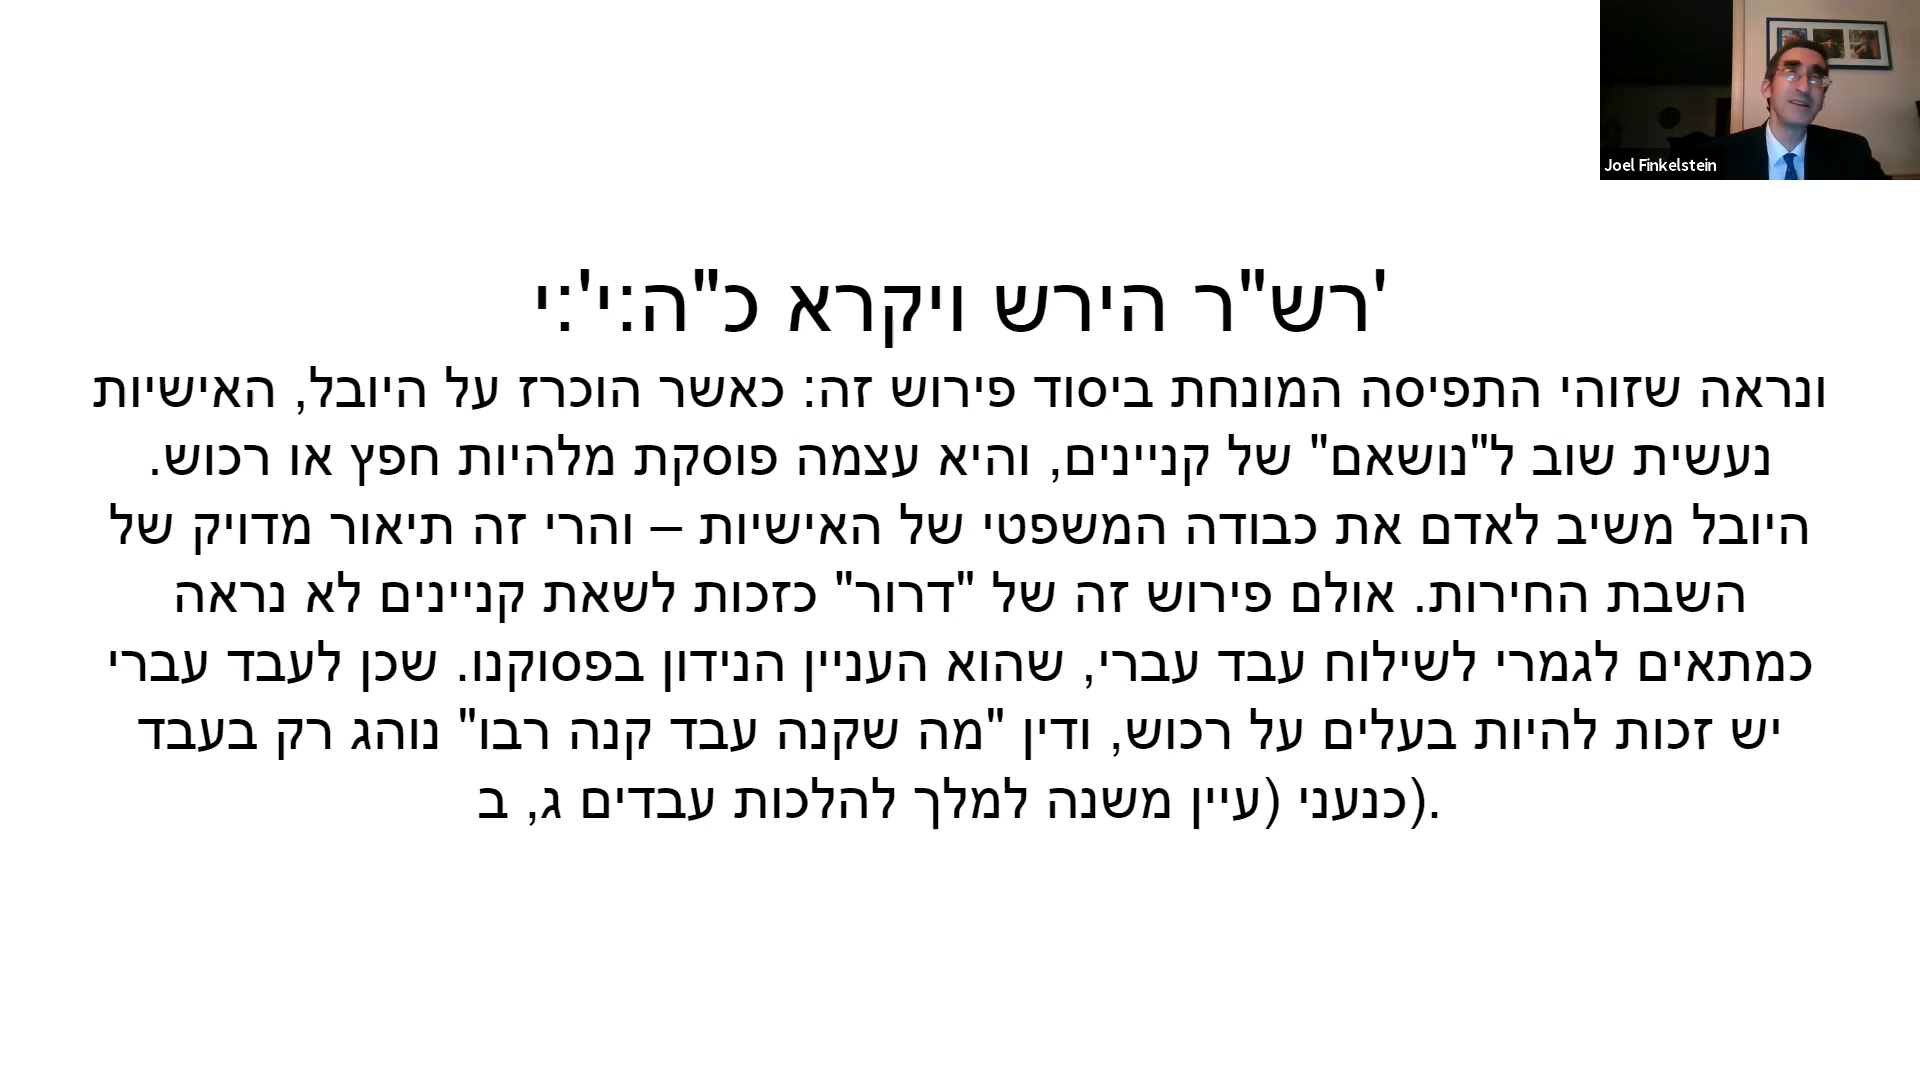 Joel Finkelstein
רש"ר הירש ויקרא כ"ה:י':י'
ונראה שזוהי התפיסה המונחת ביסוד פירוש זה: כאשר הוכרז על היובל, האישיות
נעשית שוב ל"נושאם" של קניינים, והיא עצמה פוסקת מלהיות חפץ או רכוש.
היובל משיב לאדם את כבודה המשפטי של האישיות – והרי זה תיאור מדויק של
השבת החירות. אולם פירוש זה של "דרור" כזכות לשאת קניינים לא נראה
כמתאים לגמרי לשילוח עבד עברי, שהוא העניין הנידון בפסוקנו. שכן לעבד עברי
יש זכות להיות בעלים על רכוש, ודין "מה שקנה עבד קנה רבו" נוהג רק בעבד
כנעני (עיין משנה למלך להלכות עבדים ג, ב).